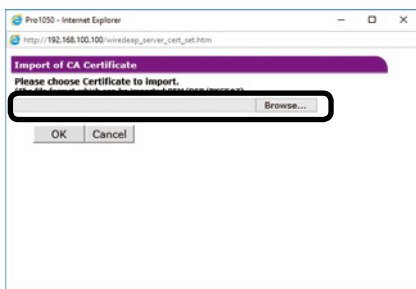 Pro1050 - Internet Explorer
http://192.168.100.100/wiredeap_server_cert_set.htm
Import of CA Certificate
Please choose Certificate to import.
Browse...
OK Cancel